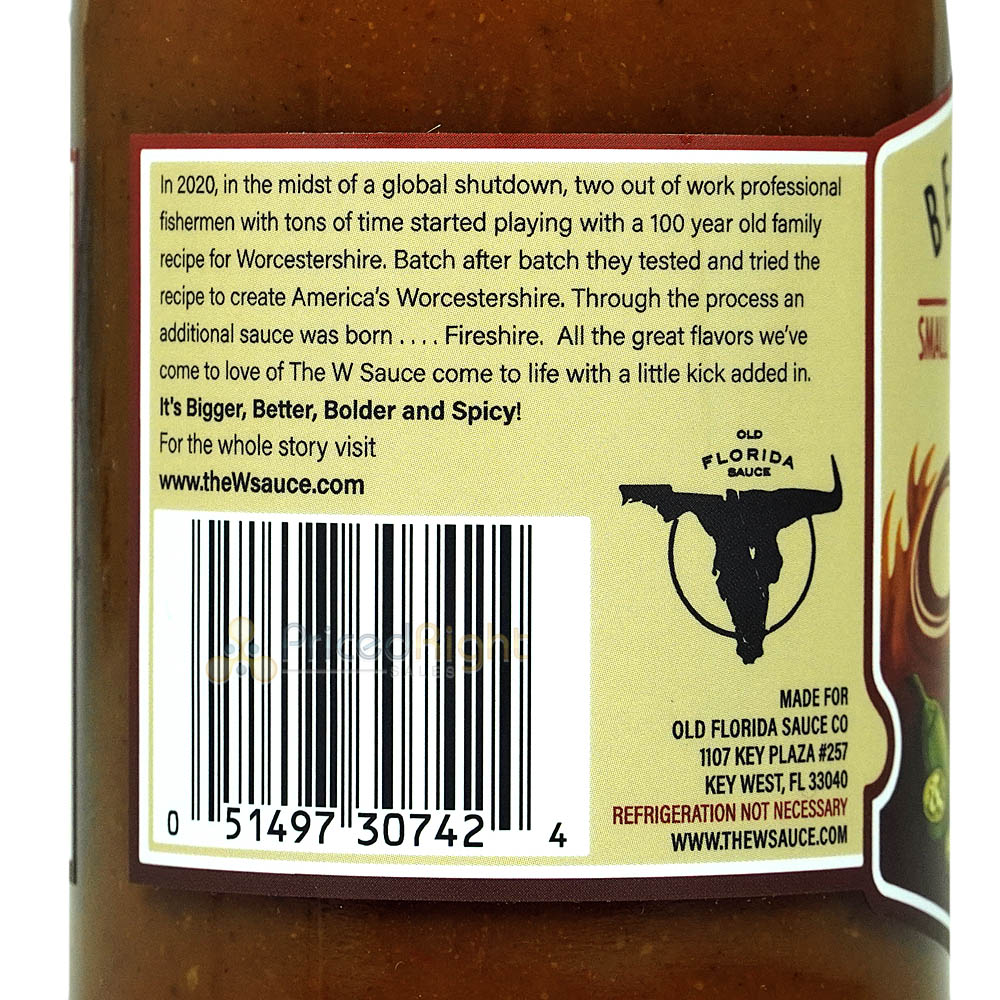 In 2020, in the midst of a global shutdown, two out of work professional
fishermen with tons of time started playing with a 100 year old family
recipe for Worcestershire. Batch after batch they tested and tried the
recipe to create America's Worcestershire. Through the process an
additional sauce was born . . . . Fireshire. All the great flavors we've
come to love of The W Sauce come to life with a little kick added in.
It's Bigger, Better, Bolder and Spicy!
For the whole story visit
www.theWsauce.com
OLD
FLORIDA
SAUCE
PricedRight
SALES
0 51497 30742 4
MADE FOR
OLD FLORIDA SAUCE CO
1107 KEY PLAZA #257
KEY WEST, FL 33040
REFRIGERATION NOT NECESSARY
WWW.THEWSAUCE.COM